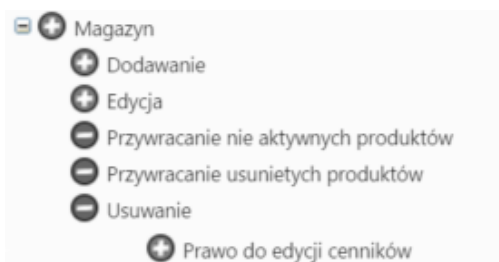 Magazyn
Dodawanie
Edycja
Przywracanie nie aktywnych produktów
Przywracanie usunietych produktów
Usuwanie
Prawo do edycji cenników